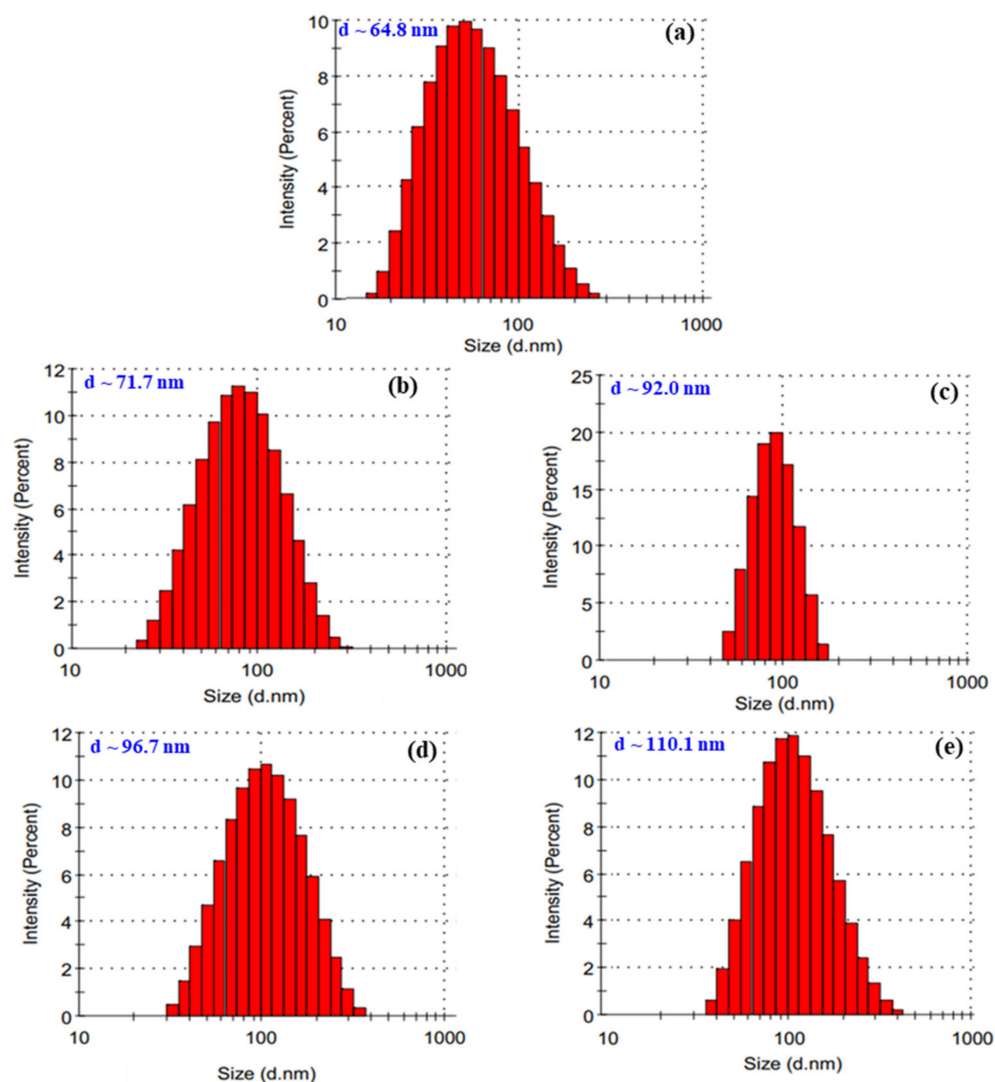 d ~ 64.8 nm
(a)
Intensity (Percent)
10
8
6
4
2
0
10 100 1000
Size (d.nm)
d ~ 71.7 nm
(b)
Intensity (Percent)
12
10
8
6
4
2
0
10 100 1000
Size (d.nm)
d ~ 92.0 nm
(c)
Intensity (Percent)
25
20
15
10
5
0
10 100 1000
Size (d.nm)
d ~ 96.7 nm
(d)
Intensity (Percent)
12
10
8
6
4
2
0
10 100 1000
Size (d.nm)
d ~ 110.1 nm
(e)
Intensity (Percent)
12
10
8
6
4
2
0
10 100 1000
Size (d.nm)